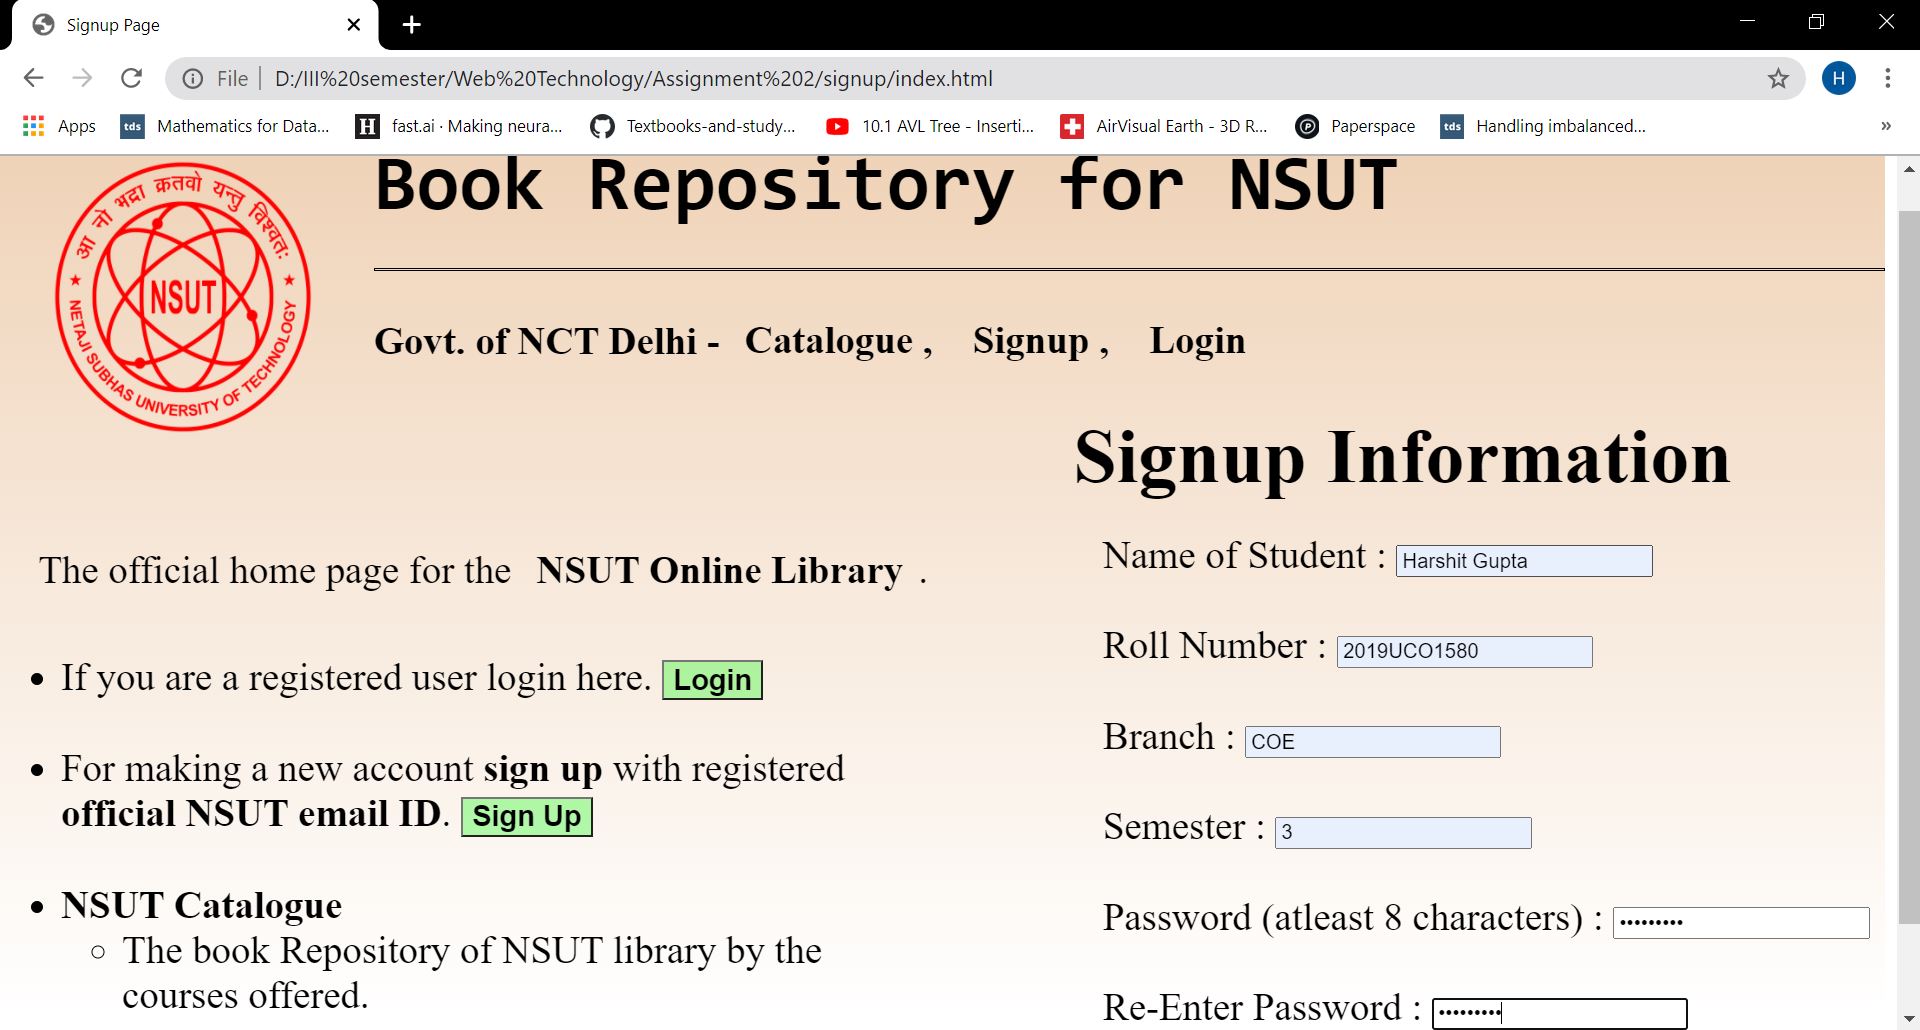 Signup Page
File
D:/III%20semester/Web%20Technology/Assignment%202/signup/index.html
H
Apps
tds Mathematics for Data...
H fast.ai · Making neura...
Textbooks-and-study...
10.1 AVL Tree - Inserti...
AirVisual Earth - 3D R...
Paperspace
tds Handling imbalanced...
»
आ नो भद्रा क्रतवो यन्तु विश्वतः
NSUT
NETAJI SUBHAS UNIVERSITY OF TECHNOLOGY
Book Repository for NSUT
Govt. of NCT Delhi - Catalogue , Signup , Login
The official home page for the NSUT Online Library .
• If you are a registered user login here. Login
• For making a new account sign up with registered
official NSUT email ID. Sign Up
• NSUT Catalogue
○ The book Repository of NSUT library by the
courses offered.
Signup Information
Name of Student : Harshit Gupta
Roll Number : 2019UCO1580
Branch : COE
Semester : 3
Password (atleast 8 characters) : •••••••••
Re-Enter Password : •••••••••